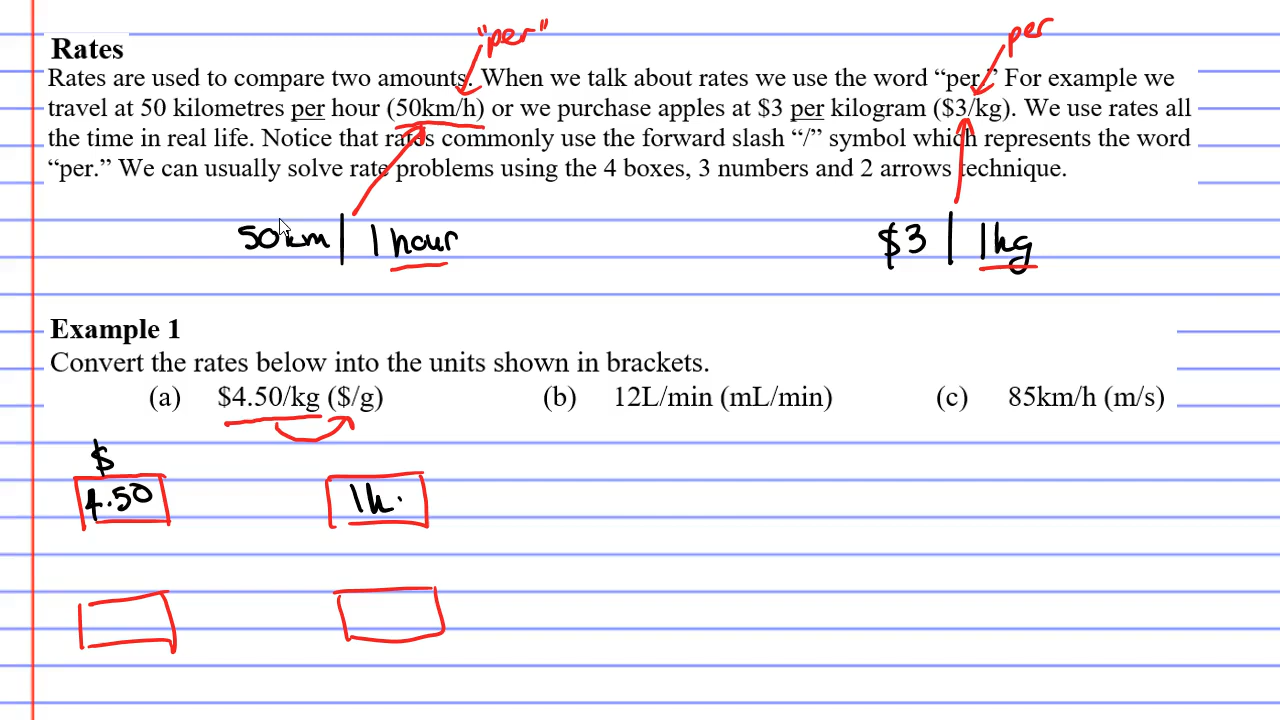 "per"
per
Rates
Rates are used to compare two amounts. When we talk about rates we use the word “per.” For example we
travel at 50 kilometres per hour (50km/h) or we purchase apples at $3 per kilogram ($3/kg). We use rates all
the time in real life. Notice that rates commonly use the forward slash “/” symbol which represents the word
“per.” We can usually solve rate problems using the 4 boxes, 3 numbers and 2 arrows technique.
50km | 1 hour
$3 | 1kg
Example 1
Convert the rates below into the units shown in brackets.
(a) $4.50/kg ($/g) (b) 12L/min (mL/min) (c) 85km/h (m/s)
$
4.50 1k.